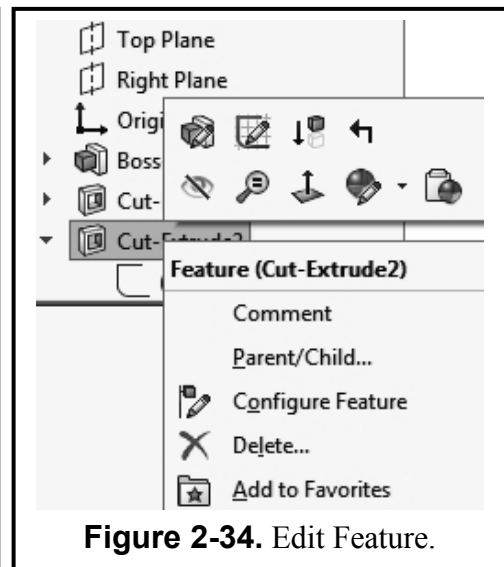 Top Plane
Right Plane
Origi
Boss
Cut-
Cut-Extrude2
Feature (Cut-Extrude2)
Comment
Parent/Child...
Configure Feature
Delete...
Add to Favorites
Figure 2-34. Edit Feature.